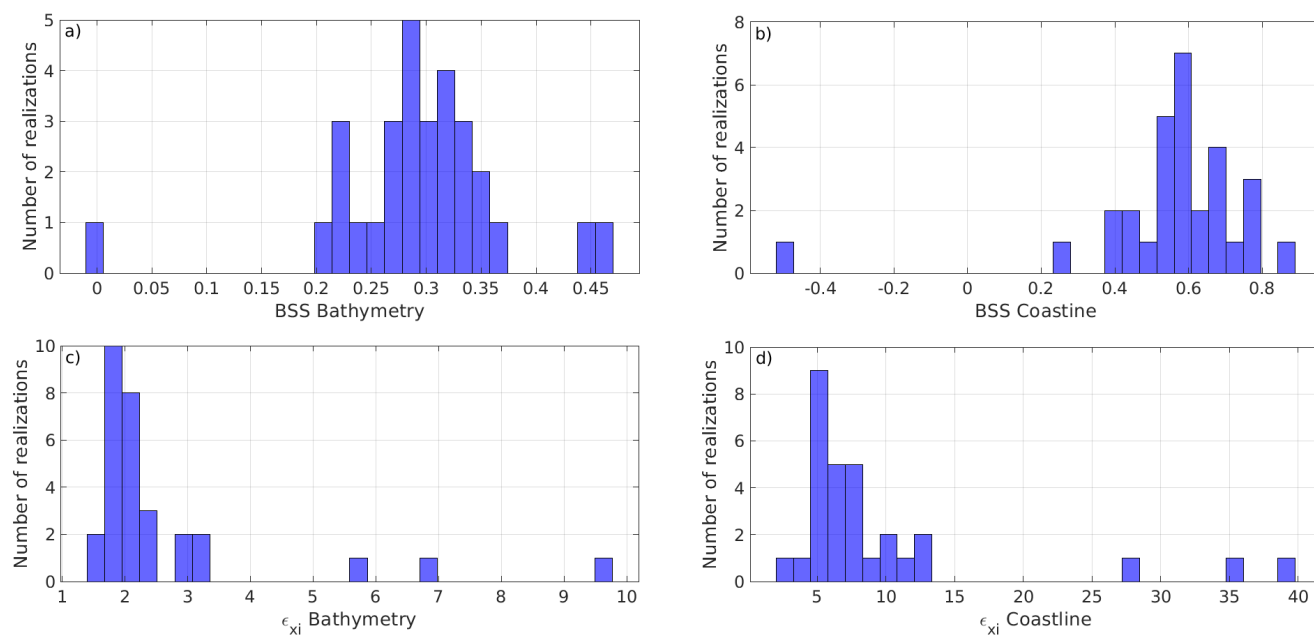 a)
Number of realizations
5
4
3
2
1
0
0 0.05 0.1 0.15 0.2 0.25 0.3 0.35 0.4 0.45
BSS Bathymetry
b)
Number of realizations
8
6
4
2
0
-0.4 -0.2 0 0.2 0.4 0.6 0.8
BSS Coastine
c)
Number of realizations
10
8
6
4
2
0
1 2 3 4 5 6 7 8 9 10
ϵxi Bathymetry
d)
Number of realizations
10
8
6
4
2
0
5 10 15 20 25 30 35 40
ϵxi Coastline